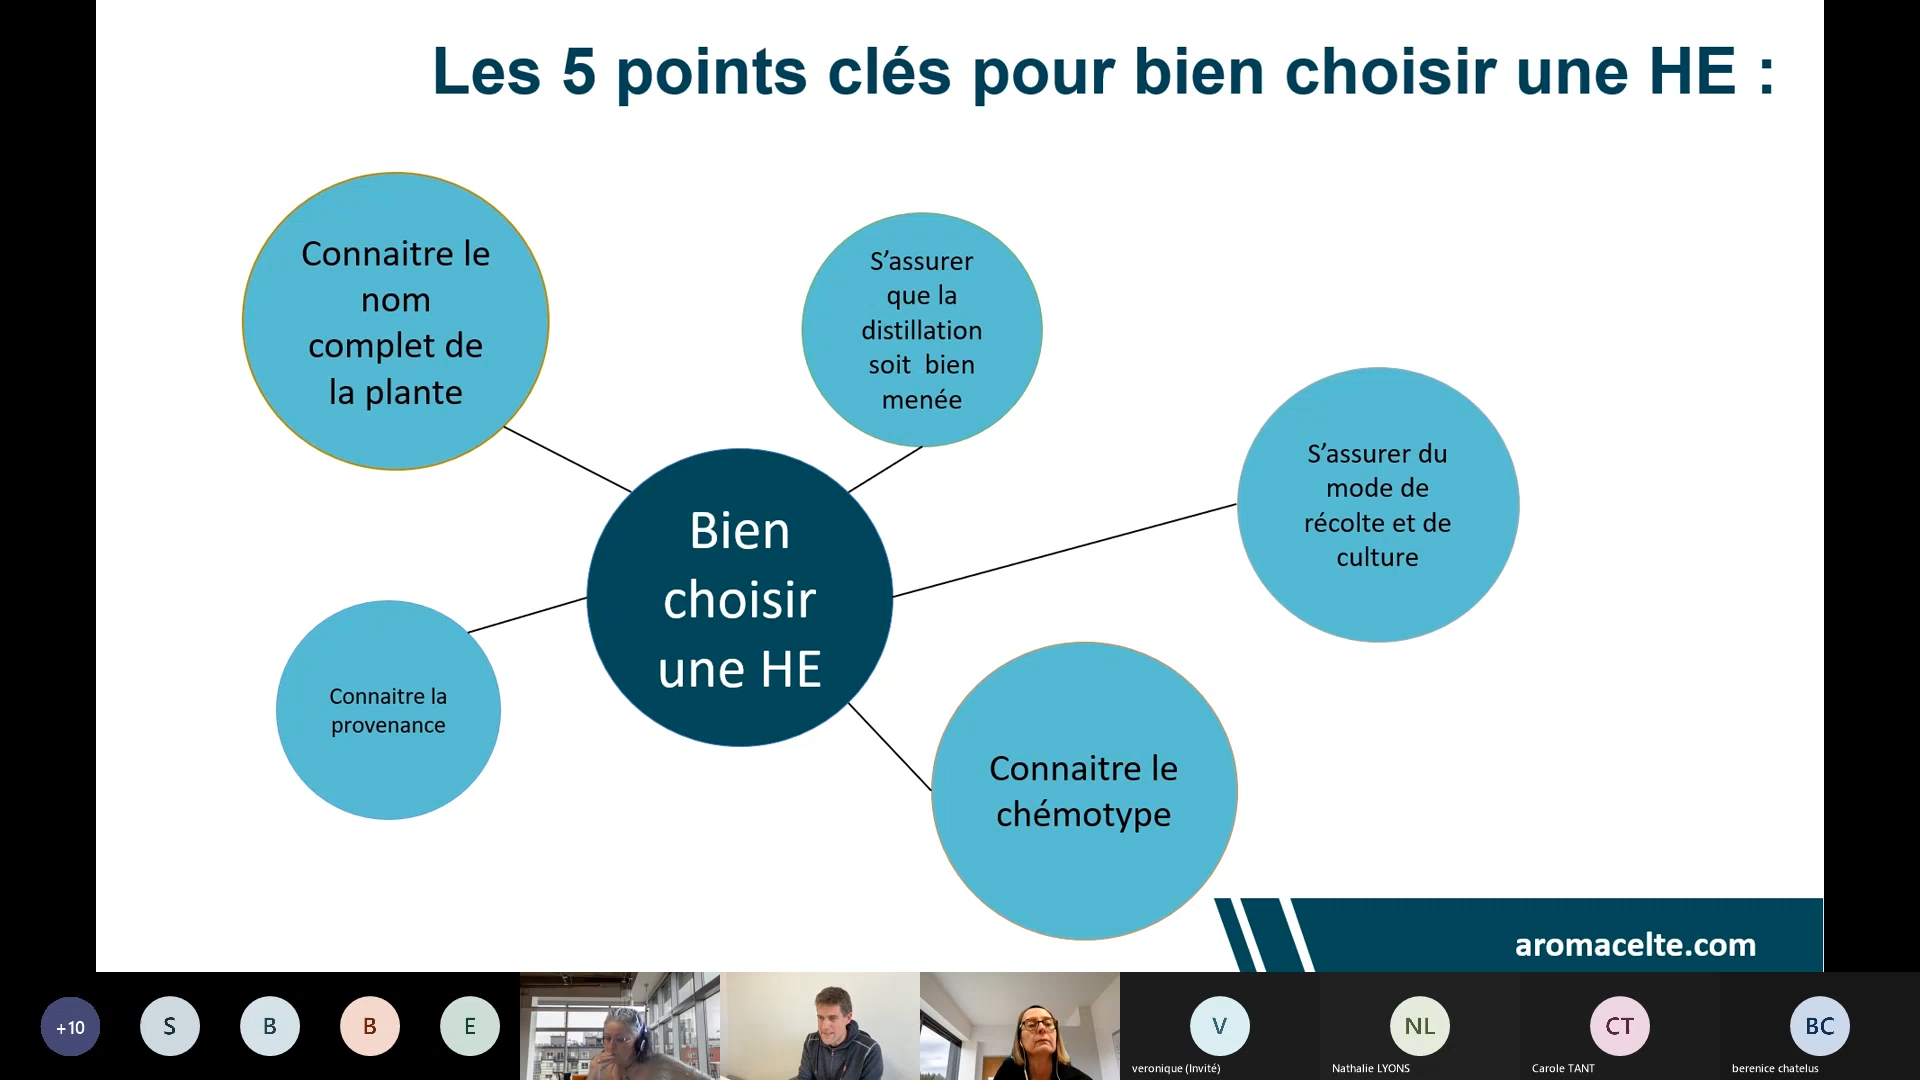 Les 5 points clés pour bien choisir une HE :
Connaitre le
nom
complet de
la plante
S’assurer
que la
distillation
soit bien
menée
S’assurer du
mode de
récolte et de
culture
Bien
choisir
une HE
Connaitre la
provenance
Connaitre le
chémotype
aromacelte.com
+10
S
B
B
E
V
NL
CT
BC
veronique (Invité)
Nathalie LYONS
Carole TANT
berenice chatelus